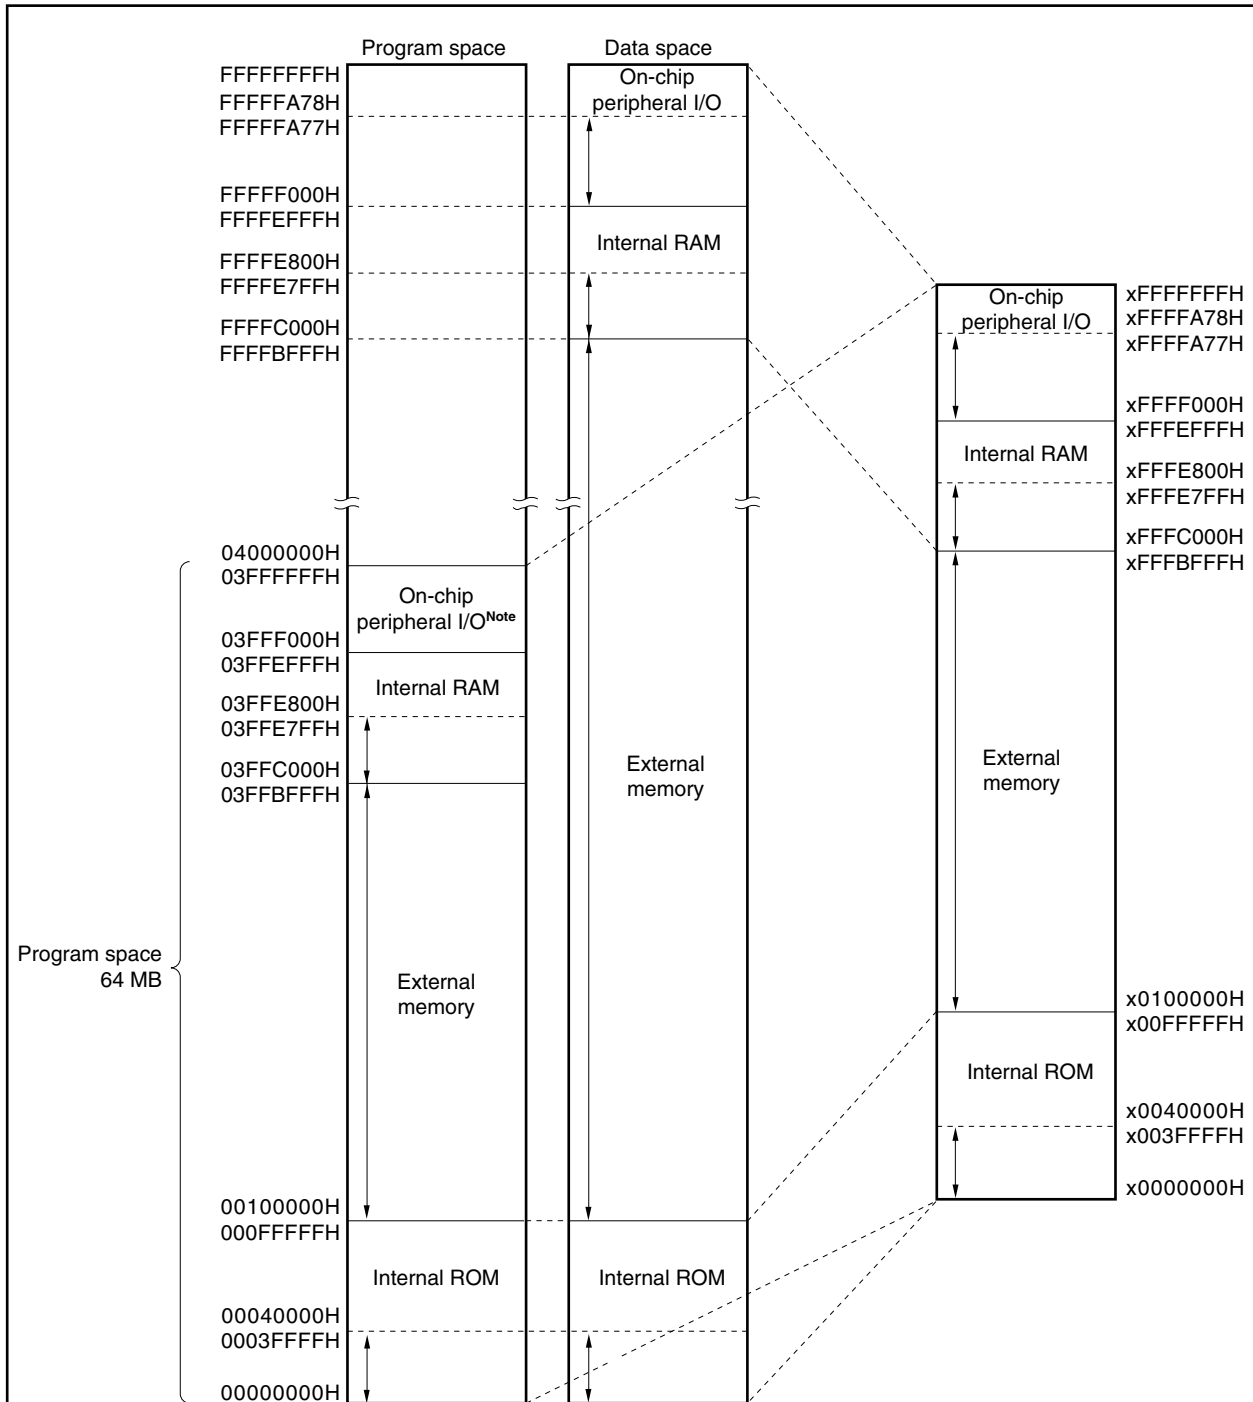 Program space
Data space
FFFFFFFFH
FFFFFA78H
FFFFFA77H
FFFFF000H
FFFFEFFFH
FFFFE800H
FFFFE7FFH
FFFFC000H
FFFFBFFFH
04000000H
03FFFFFFH
03FFF000H
03FFEFFFH
03FFE800H
03FFE7FFH
03FFC000H
03FFBFFFH
00100000H
000FFFFFH
00040000H
0003FFFFH
00000000H
Program space
64 MB
On-chip
peripheral I/ONote
Internal RAM
External
memory
Internal ROM
On-chip
peripheral I/O
Internal RAM
External
memory
Internal ROM
On-chip
peripheral I/O
Internal RAM
External
memory
Internal ROM
xFFFFFFFH
xFFFFA78H
xFFFFA77H
xFFFF000H
xFFFEFFFH
xFFFE800H
xFFFE7FFH
xFFFC000H
xFFFBFFFH
x0100000H
x00FFFFFH
x0040000H
x003FFFFH
x0000000H